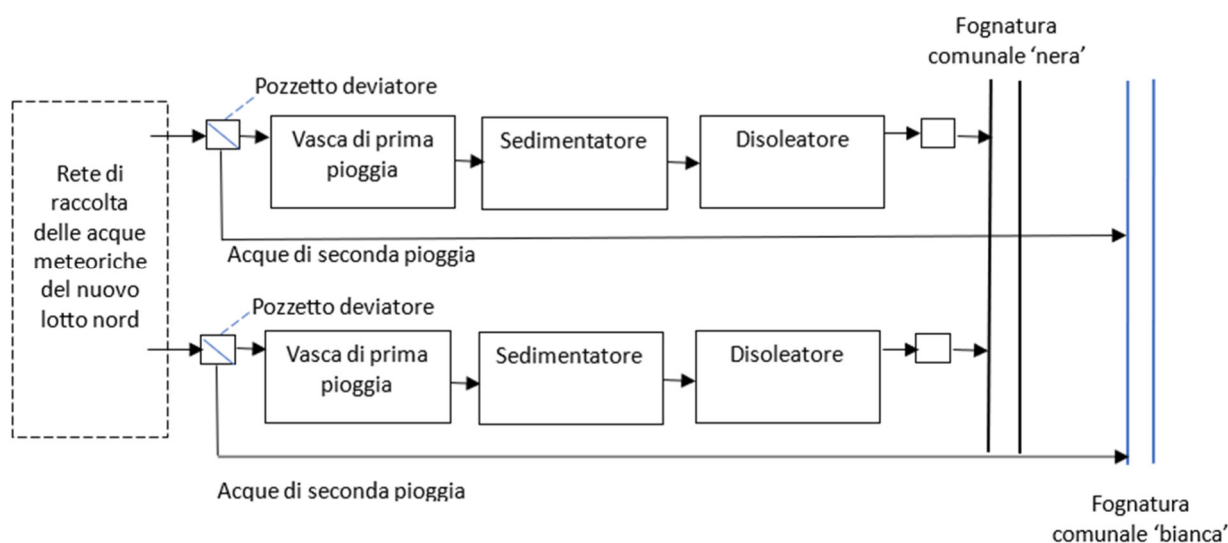 Fognatura
comunale ‘nera’
Pozzetto deviatore
Vasca di prima
pioggia
Sedimentatore
Disoleatore
Rete di
raccolta
delle acque
meteoriche
del nuovo
lotto nord
Acque di seconda pioggia
Pozzetto deviatore
Vasca di prima
pioggia
Sedimentatore
Disoleatore
Acque di seconda pioggia
Fognatura
comunale ‘bianca’